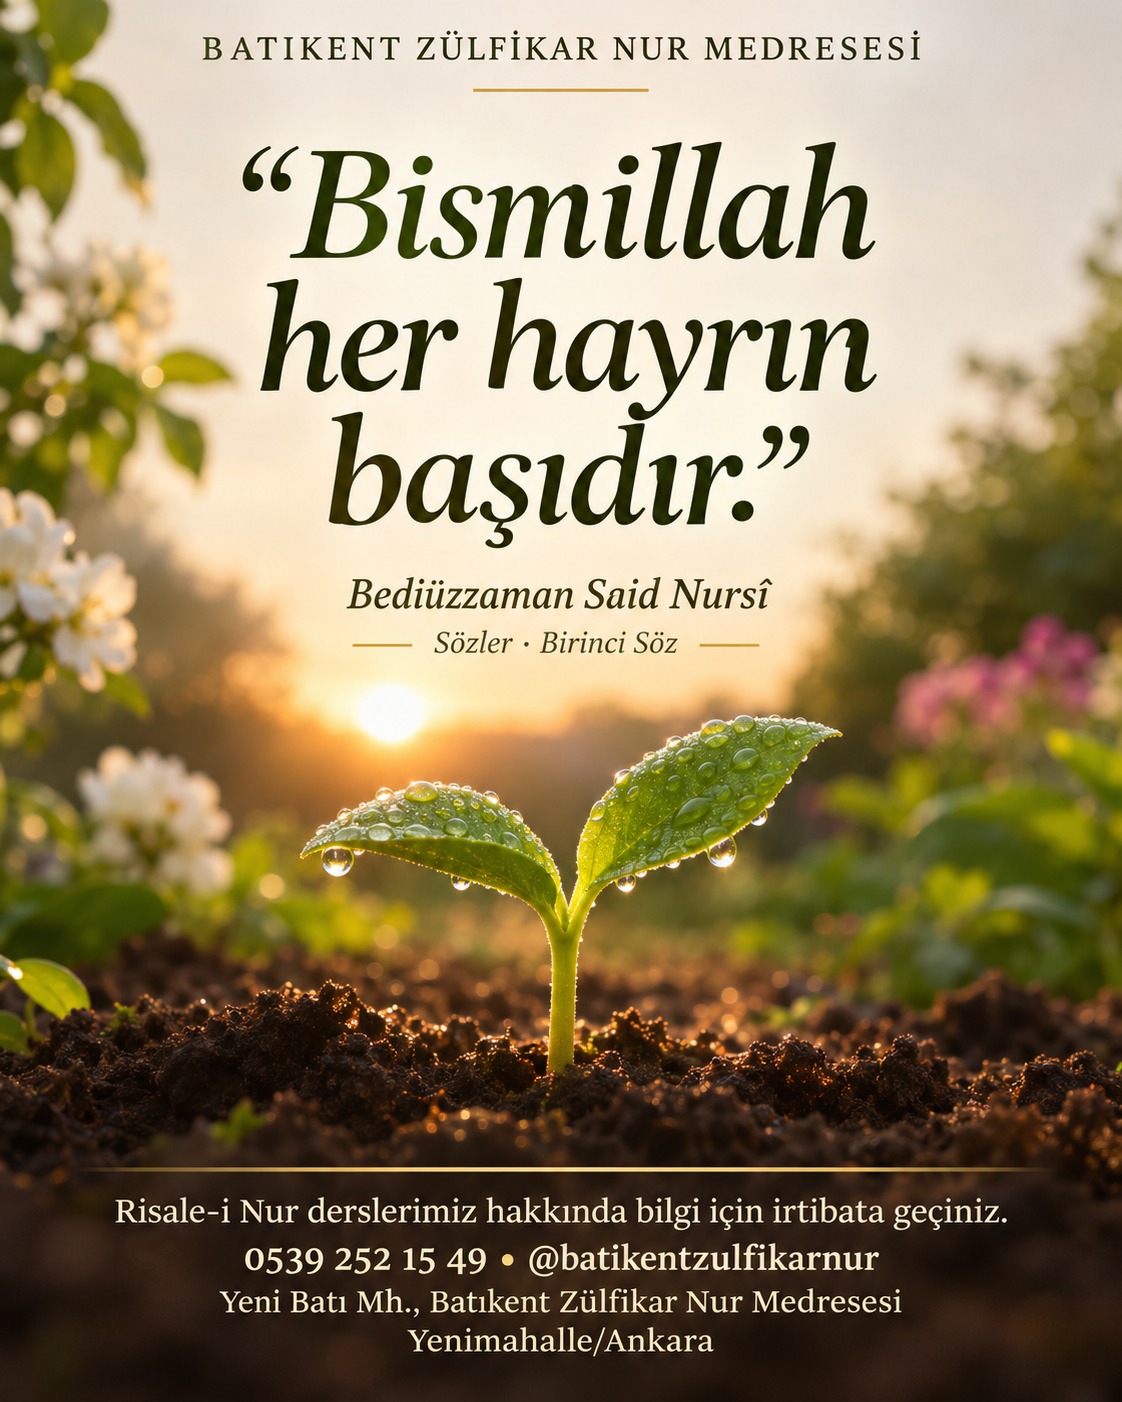 BATIKENT ZÜLFİKAR NUR MEDRESESİ
“Bismillah
her hayrın
başıdır.”
Bediüzzaman Said Nursî
Sözler · Birinci Söz
Risale-i Nur derslerimiz hakkında bilgi için irtibata geçiniz.
0539 252 15 49 • @batikentzulfikarnur
Yeni Batı Mh., Batıkent Zülfikar Nur Medresesi
Yenimahalle/Ankara